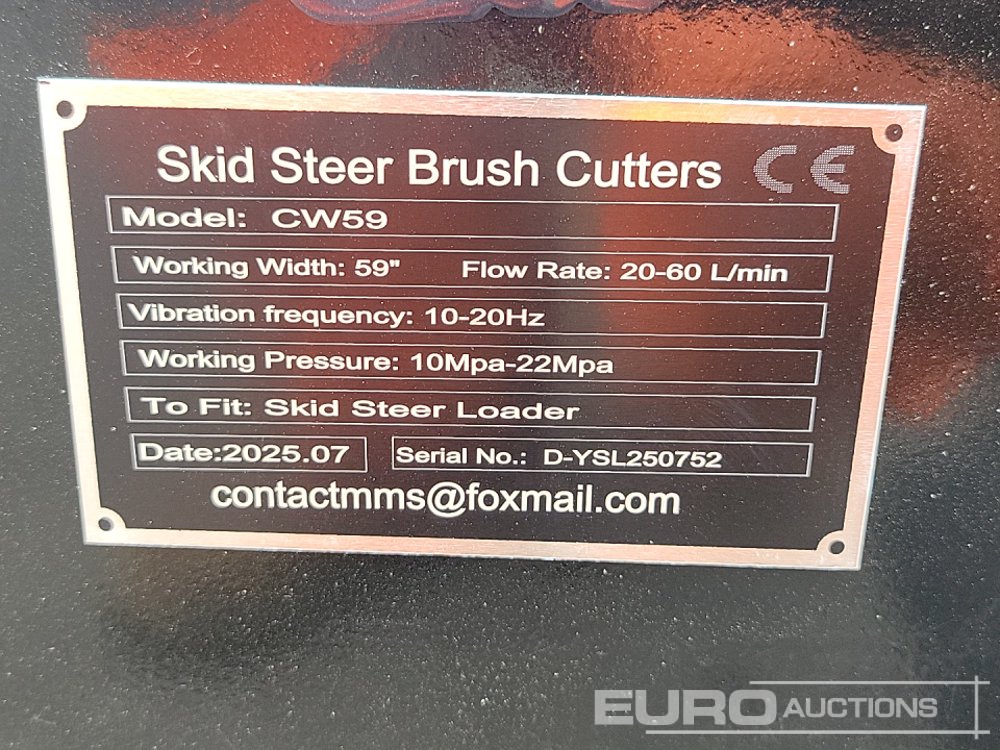 Skid Steer Brush Cutters CE
Model: CW59
Working Width: 59" Flow Rate: 20-60 L/min
Vibration frequency: 10-20Hz
Working Pressure: 10Mpa-22Mpa
To Fit: Skid Steer Loader
Date:2025.07 Serial No.: D-YSL250752
contactmms@foxmail.com
EURO AUCTIONS